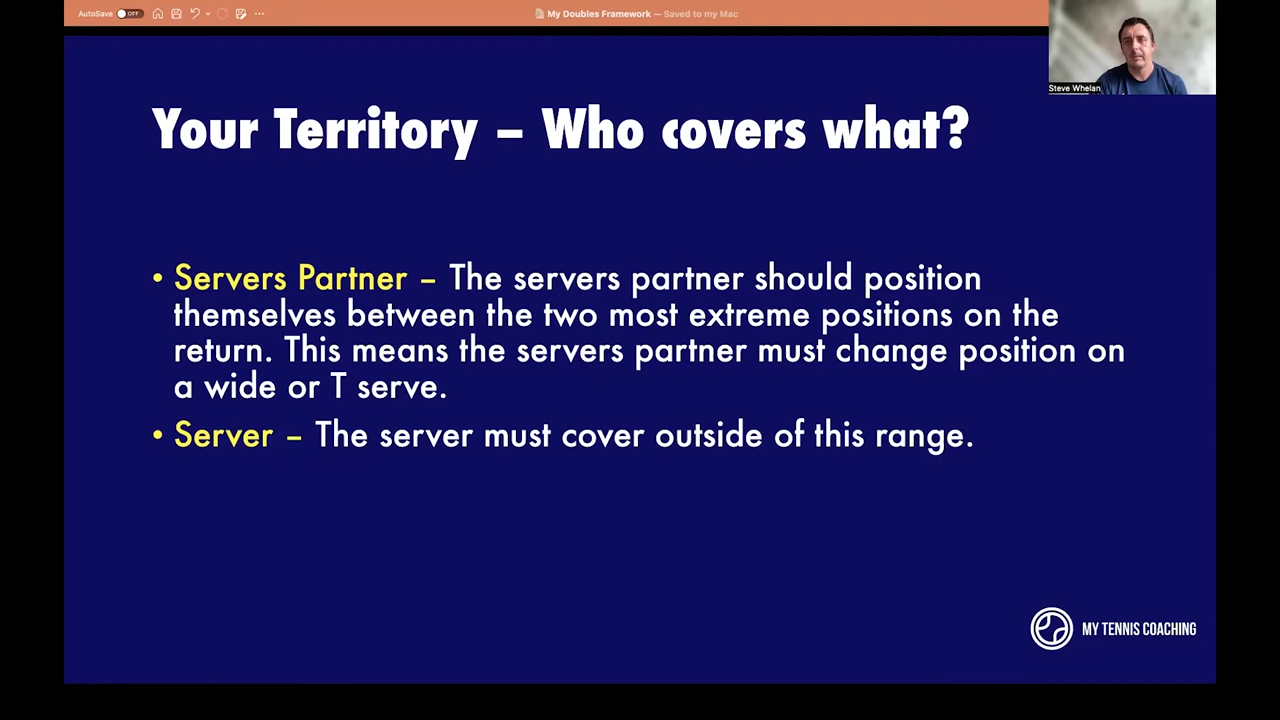 AutoSave OFF
My Doubles Framework — Saved to my Mac
Steve Whelan
Your Territory – Who covers what?
• Servers Partner – The servers partner should position
themselves between the two most extreme positions on the
return. This means the servers partner must change position on
a wide or T serve.
• Server – The server must cover outside of this range.
MY TENNIS COACHING